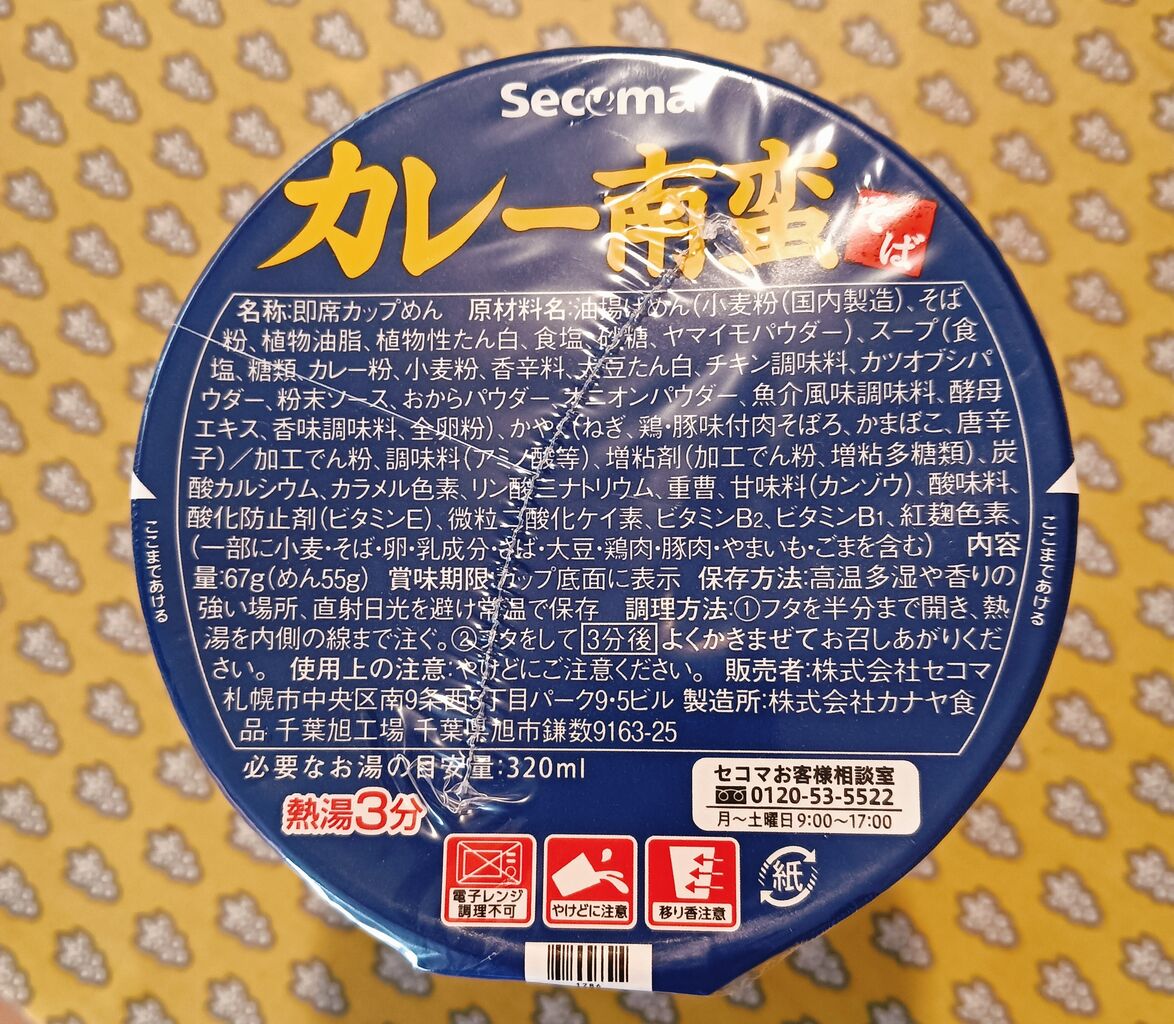 Secoma
カレー南蛮
そば
名称:即席カップめん 原材料名:油揚げめん(小麦粉(国内製造)、そば
粉、植物油脂、植物性たん白、食塩、砂糖、ヤマイモパウダー)、スープ(食
塩、糖類、カレー粉、小麦粉、香辛料、大豆たん白、チキン調味料、カツオブシパ
ウダー、粉末ソース、おからパウダー、オニオンパウダー、魚介風味調味料、酵母
エキス、香味調味料、全卵粉)、かやく(ねぎ、鶏・豚味付肉そぼろ、かまぼこ、唐辛
子)／加工でん粉、調味料(アミノ酸等)、増粘剤(加工でん粉、増粘多糖類)、炭
酸カルシウム、カラメル色素、リン酸三ナトリウム、重曹、甘味料(カンゾウ)、酸味料、
酸化防止剤(ビタミンE)、微粒二酸化ケイ素、ビタミンB2、ビタミンB1、紅麹色素、
(一部に小麦・そば・卵・乳成分・さば・大豆・鶏肉・豚肉・やまいも・ごまを含む) 内容
量:67g(めん55g) 賞味期限:カップ底面に表示 保存方法:高温多湿や香りの
強い場所、直射日光を避け常温で保存 調理方法:①フタを半分まで開き、熱
湯を内側の線まで注ぐ。②フタをして3分後よくかきまぜてお召しあがりくだ
さい。 使用上の注意:やけどにご注意ください。 販売者:株式会社セコマ
札幌市中央区南9条西5丁目パーク9・5ビル 製造所:株式会社カナヤ食
品 千葉旭工場 千葉県旭市鎌数9163-25
ここまであける
ここまであける
必要なお湯の目安量:320ml
熱湯3分
セコマお客様相談室
0120-53-5522
月〜土曜日9:00〜17:00
電子レンジ
調理不可
やけどに注意
移り香注意
紙
1786